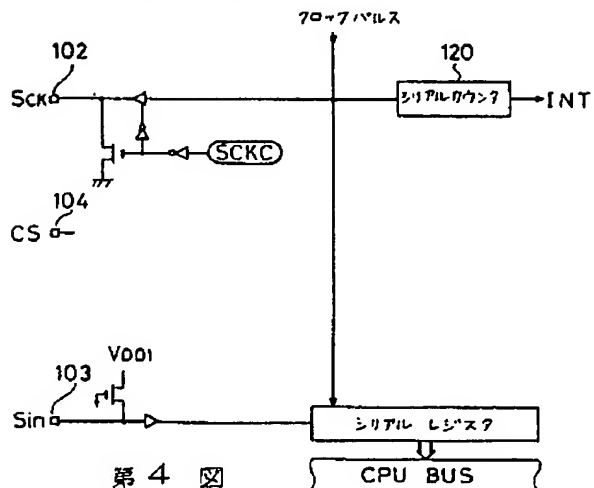 クロックパルス
102
120
SCK
シリアルカウンタ
INT
SCKC
104
CS
VDD1
103
Sin
シリアル レジスタ
第 4 図
CPU BUS